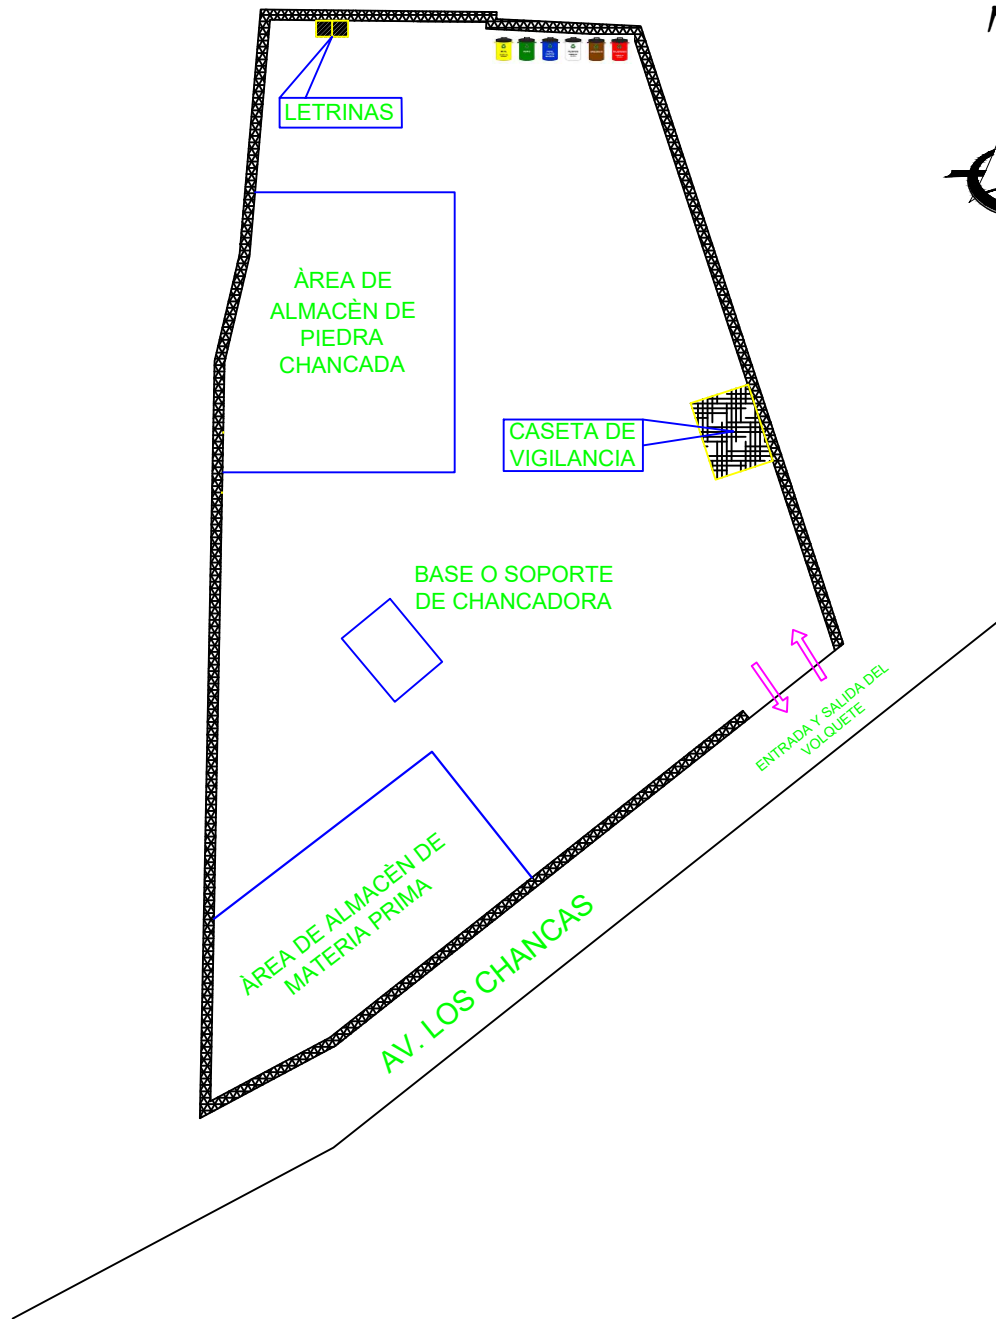 LETRINAS
ÀREA DE
ALMACÈN DE
PIEDRA
CHANCADA
CASETA DE
VIGILANCIA
BASE O SOPORTE
DE CHANCADORA
ENTRADA Y SALIDA DEL
VOLQUETE
ÀREA DE ALMACÈN DE
MATERIA PRIMA
AV. LOS CHANCAS